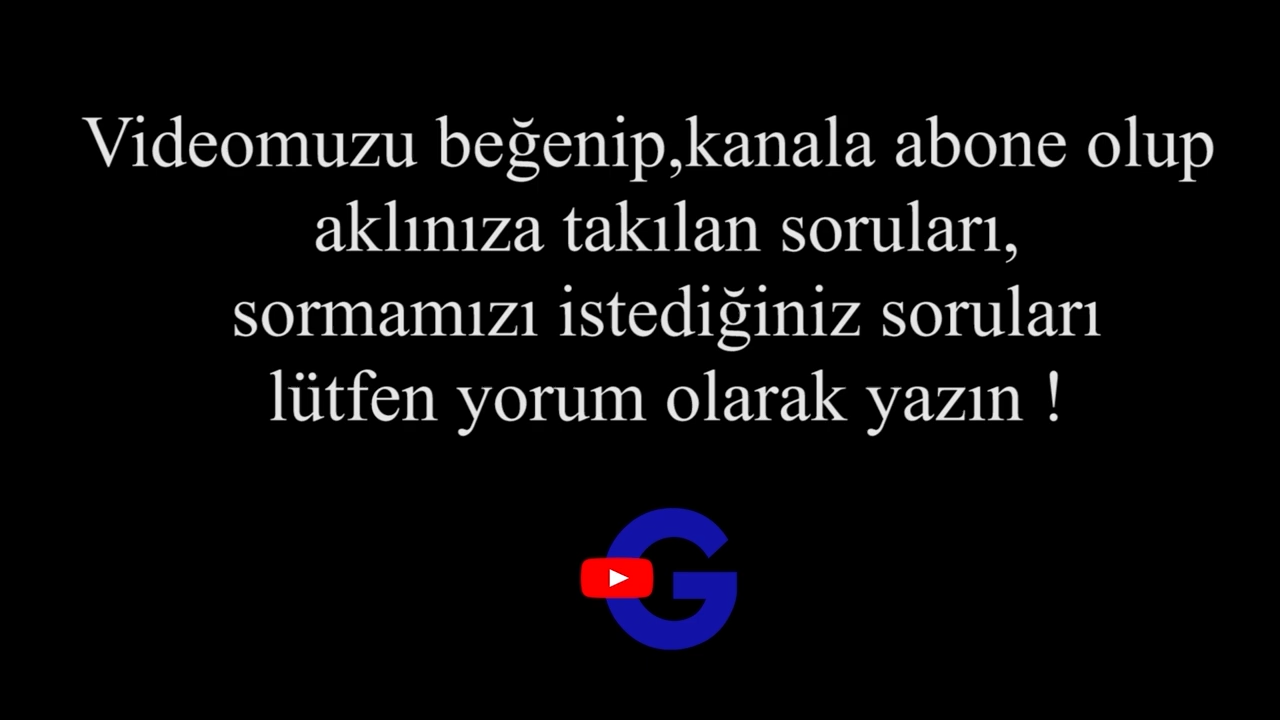 Videomuzu beğenip,kanala abone olup
aklınıza takılan soruları,
sormamızı istediğiniz soruları
lütfen yorum olarak yazın !
G